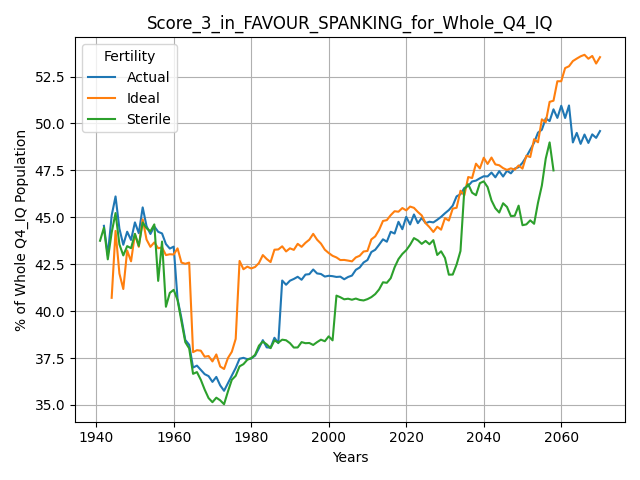 Score_3_in_FAVOUR_SPANKING_for_Whole_Q4_IQ
Fertility
Actual
Ideal
Sterile
% of Whole Q4_IQ Population
52.5
50.0
47.5
45.0
42.5
40.0
37.5
35.0
1940 1960 1980 2000 2020 2040 2060
Years